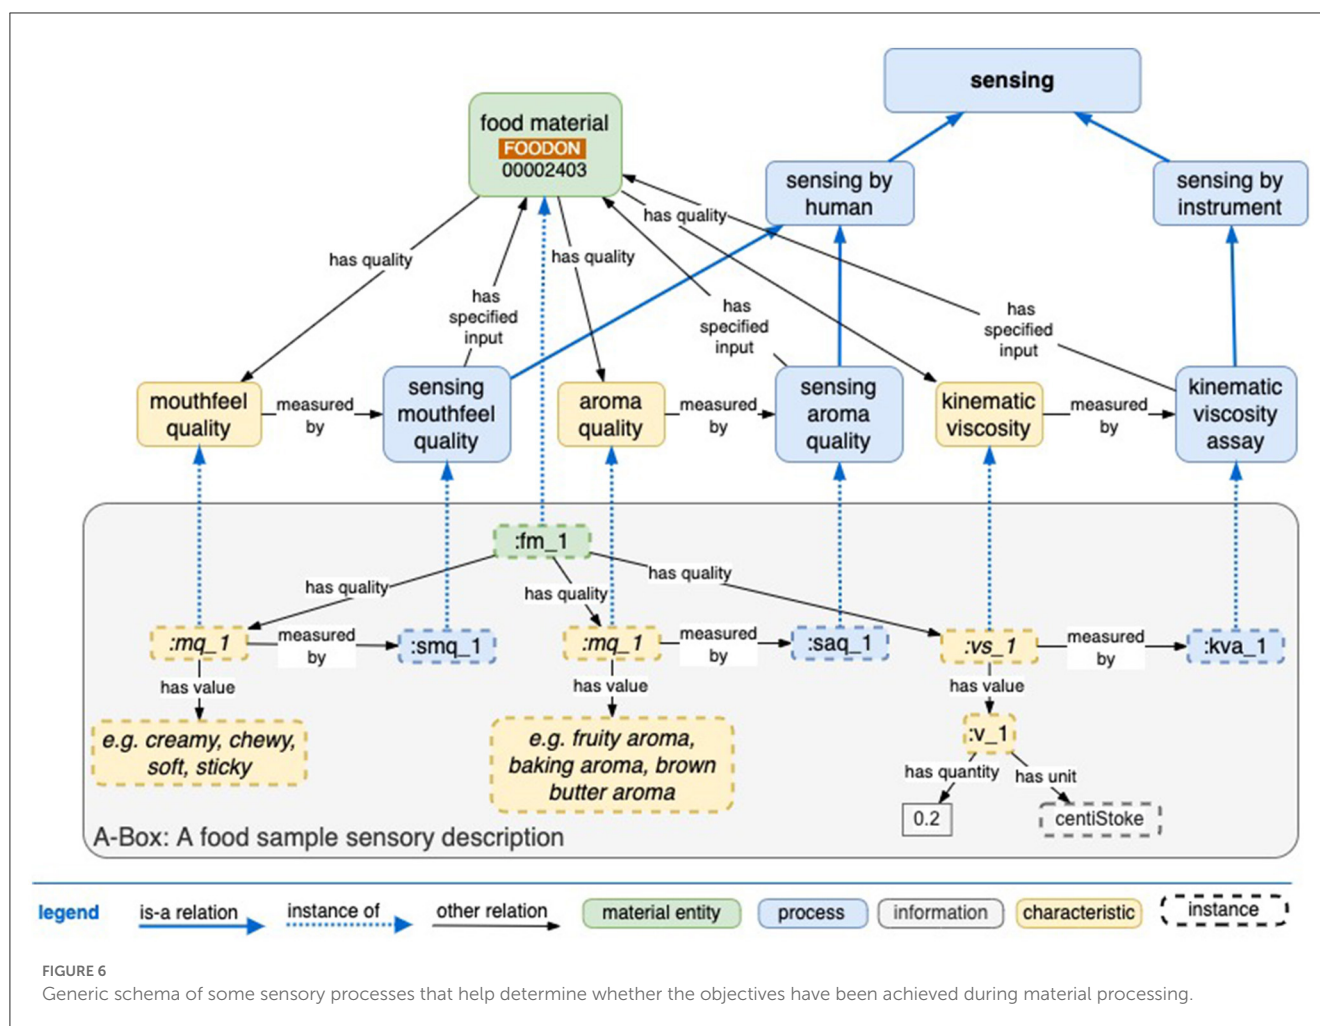 sensing
food material
FOODON
00002403
sensing by
human
sensing by
instrument
has quality
has quality
has quality
has
specified
input
has
specified
input
has
specified
input
mouthfeel
quality
measured
by
sensing
mouthfeel
quality
aroma
quality
measured
by
sensing
aroma
quality
kinematic
viscosity
measured
by
kinematic
viscosity
assay
:fm_1
has quality
has quality
has quality
:mq_1
measured
by
:smq_1
:mq_1
measured
by
:saq_1
:vs_1
measured
by
:kva_1
has value
has value
has value
e.g. creamy, chewy,
soft, sticky
e.g. fruity aroma,
baking aroma, brown
butter aroma
:v_1
has quantity
has unit
0.2
centiStoke
A-Box: A food sample sensory description
legend
is-a relation
instance of
other relation
material entity
process
information
characteristic
instance
FIGURE 6
Generic schema of some sensory processes that help determine whether the objectives have been achieved during material processing.